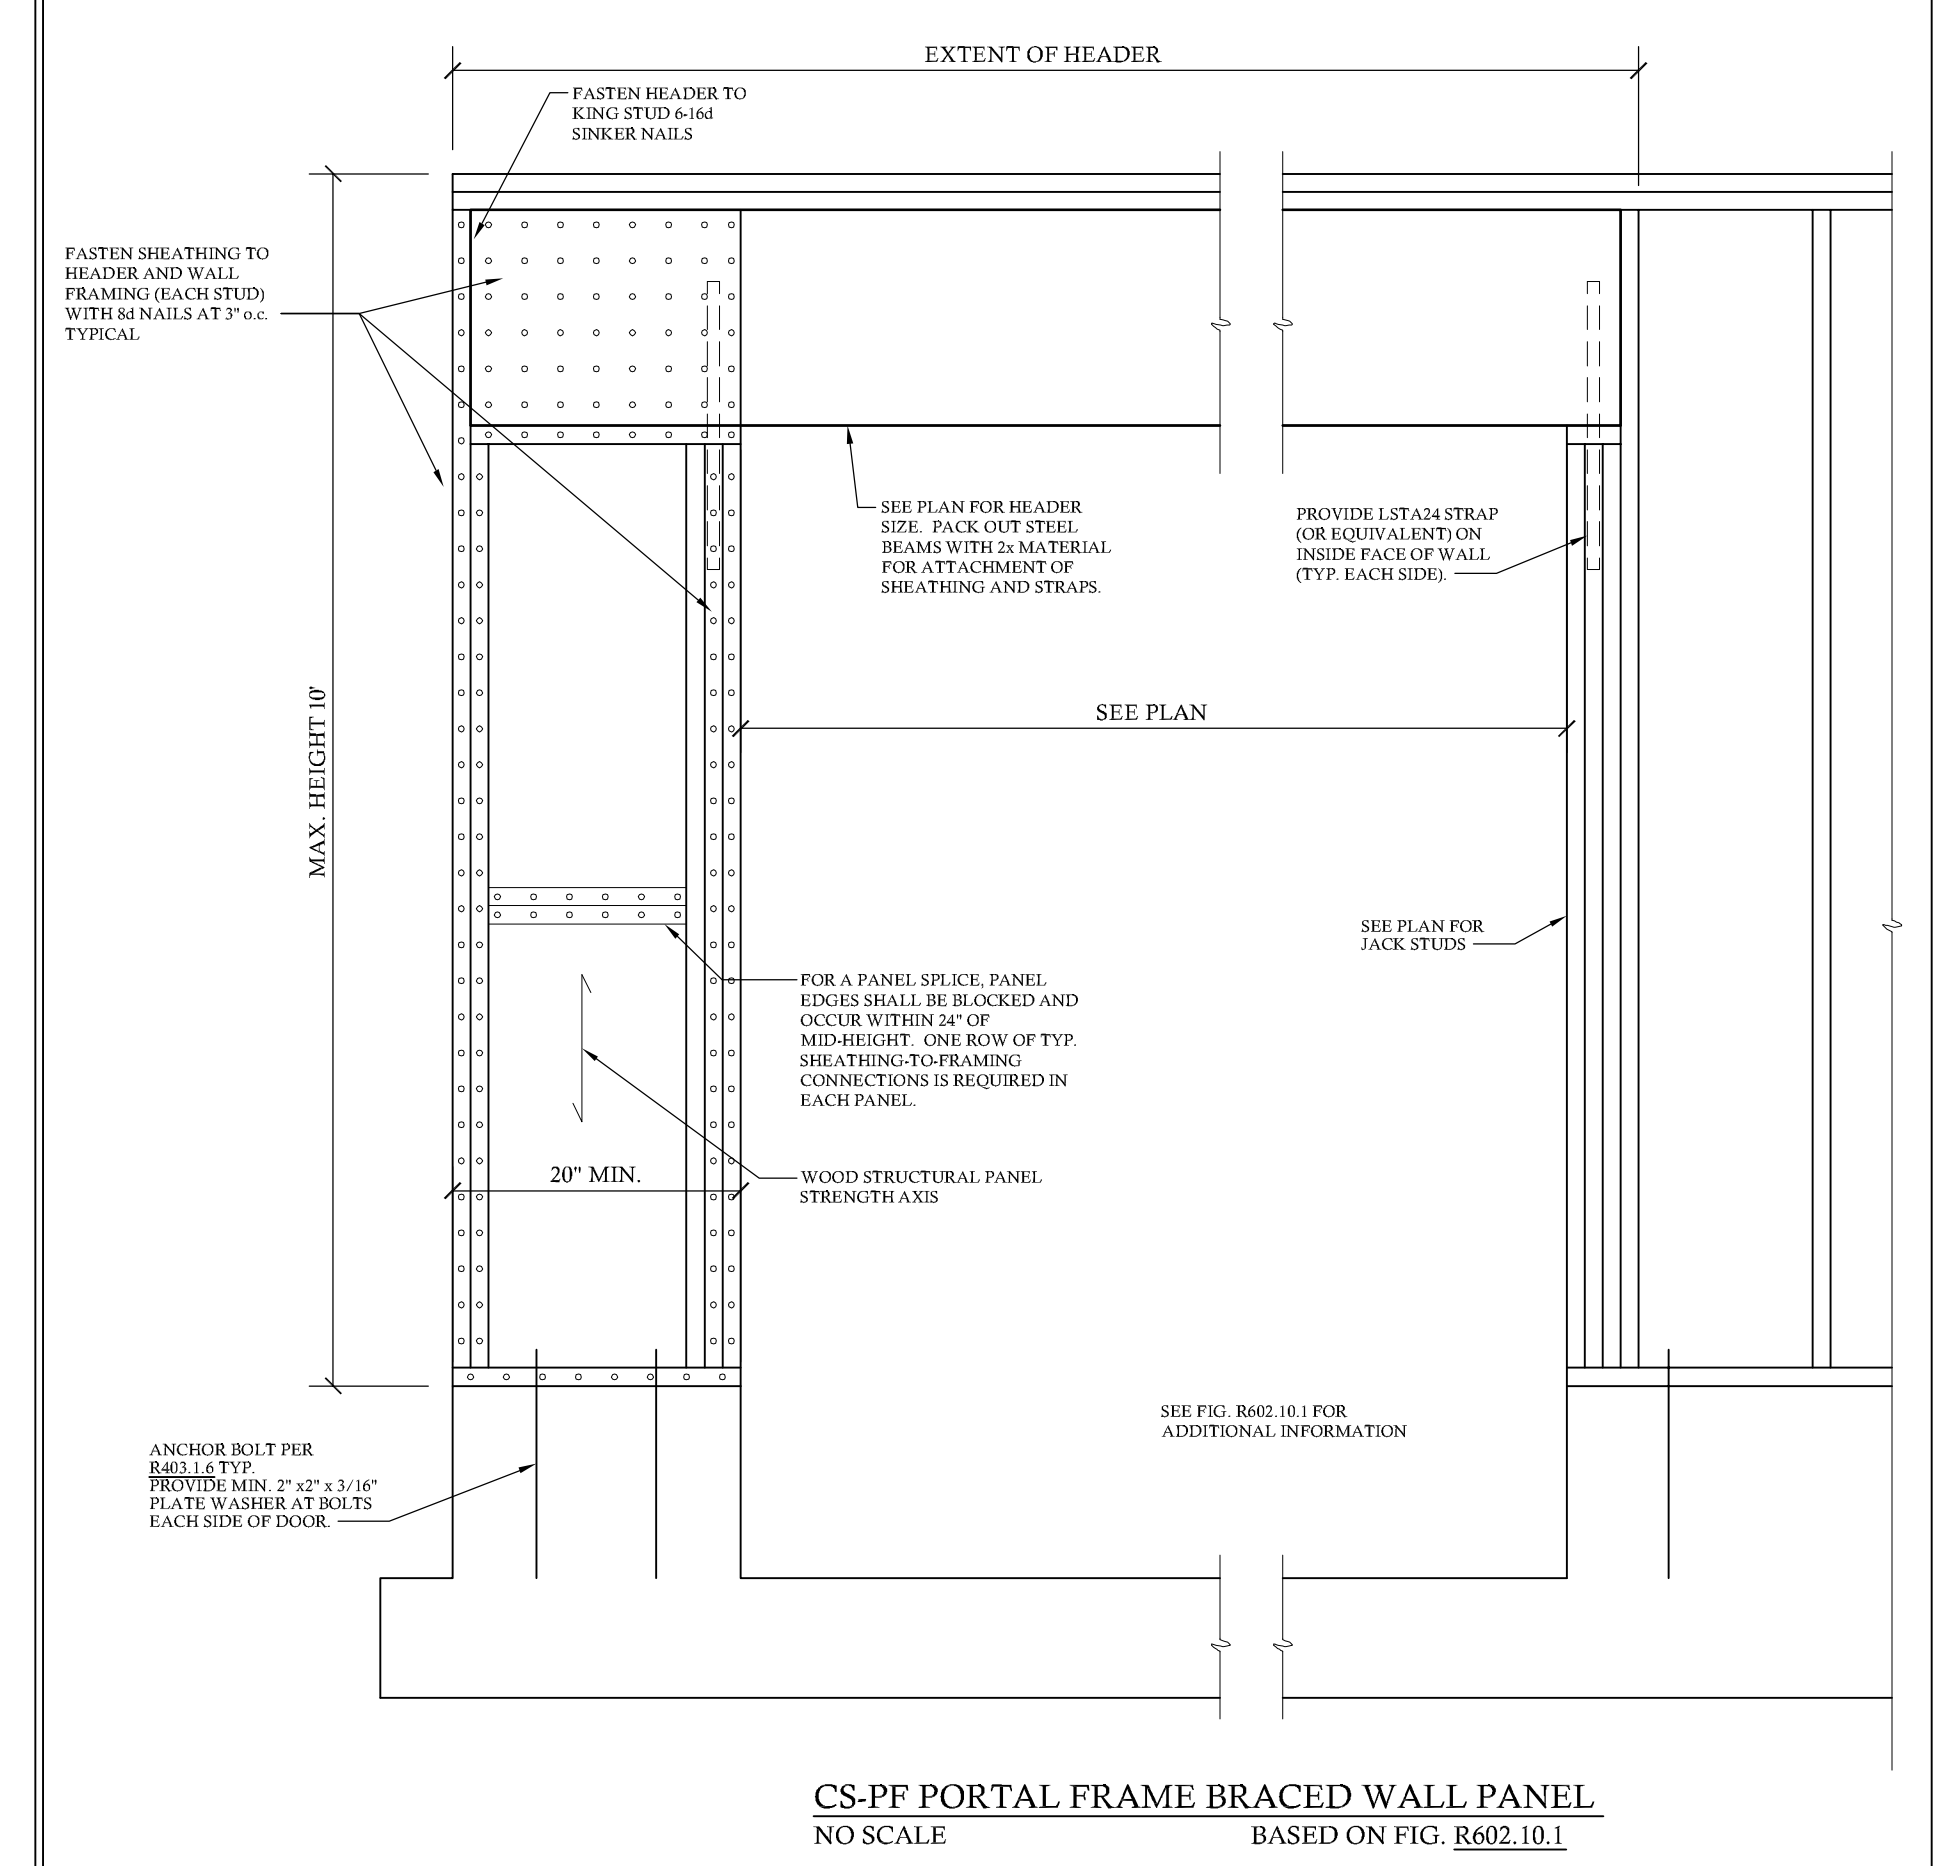 EXTENT OF HEADER
FASTEN HEADER TO
KING STUD 6-16d
SINKER NAILS
FASTEN SHEATHING TO
HEADER AND WALL
FRAMING (EACH STUD)
WITH 8d NAILS AT 3" o.c.
TYPICAL
SEE PLAN FOR HEADER
SIZE. PACK OUT STEEL
BEAMS WITH 2x MATERIAL
FOR ATTACHMENT OF
SHEATHING AND STRAPS.
PROVIDE LSTA24 STRAP
(OR EQUIVALENT) ON
INSIDE FACE OF WALL
(TYP. EACH SIDE).
SEE PLAN
MAX. HEIGHT 10'
SEE PLAN FOR
JACK STUDS
FOR A PANEL SPLICE, PANEL
EDGES SHALL BE BLOCKED AND
OCCUR WITHIN 24" OF
MID-HEIGHT. ONE ROW OF TYP.
SHEATHING-TO-FRAMING
CONNECTIONS IS REQUIRED IN
EACH PANEL.
20" MIN.
WOOD STRUCTURAL PANEL
STRENGTH AXIS
SEE FIG. R602.10.1 FOR
ADDITIONAL INFORMATION
ANCHOR BOLT PER
R403.1.6 TYP.
PROVIDE MIN. 2" x2" x 3/16"
PLATE WASHER AT BOLTS
EACH SIDE OF DOOR.
CS-PF PORTAL FRAME BRACED WALL PANEL
NO SCALE BASED ON FIG. R602.10.1